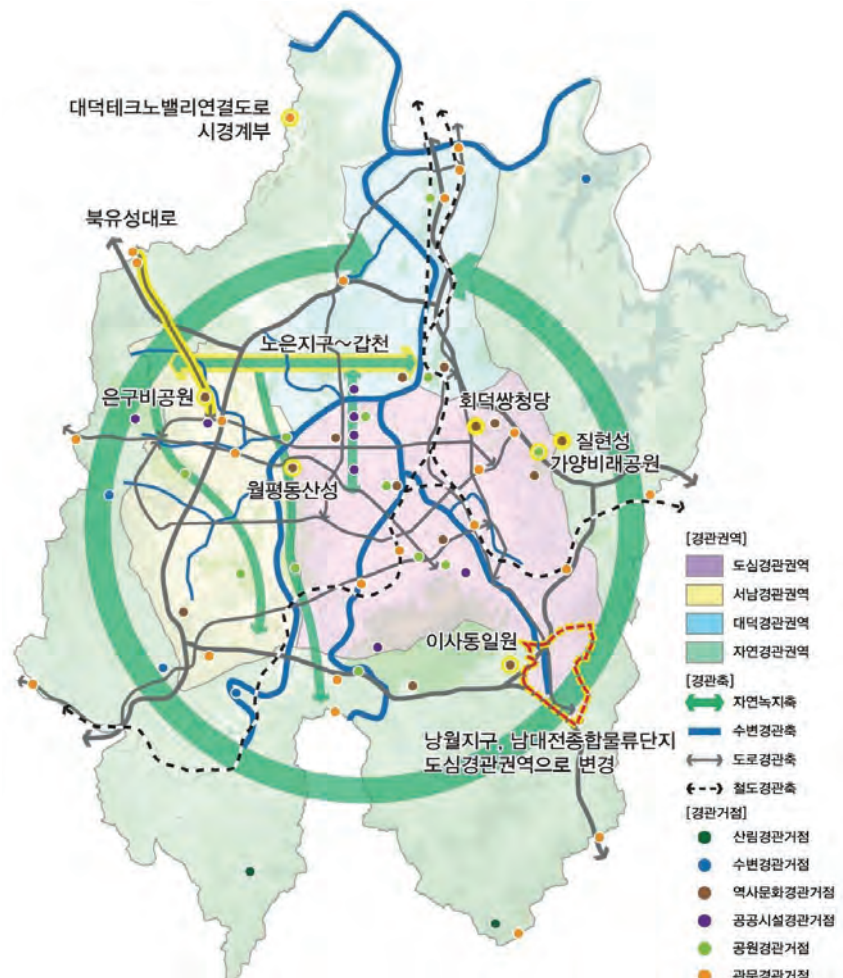 대덕테크노밸리연결도로
시경계부
북유성대로
노은지구~갑천
은구비공원
회덕쌍청당
질현성
가양비래공원
월평동산성
이사동일원
낭월지구, 남대전종합물류단지
도심경관권역으로 변경
[경관권역]
도심경관권역
서남경관권역
대덕경관권역
자연경관권역
[경관축]
자연녹지축
수변경관축
도로경관축
철도경관축
[경관거점]
산림경관거점
수변경관거점
역사문화경관거점
공공시설경관거점
공원경관거점
관문경관거점